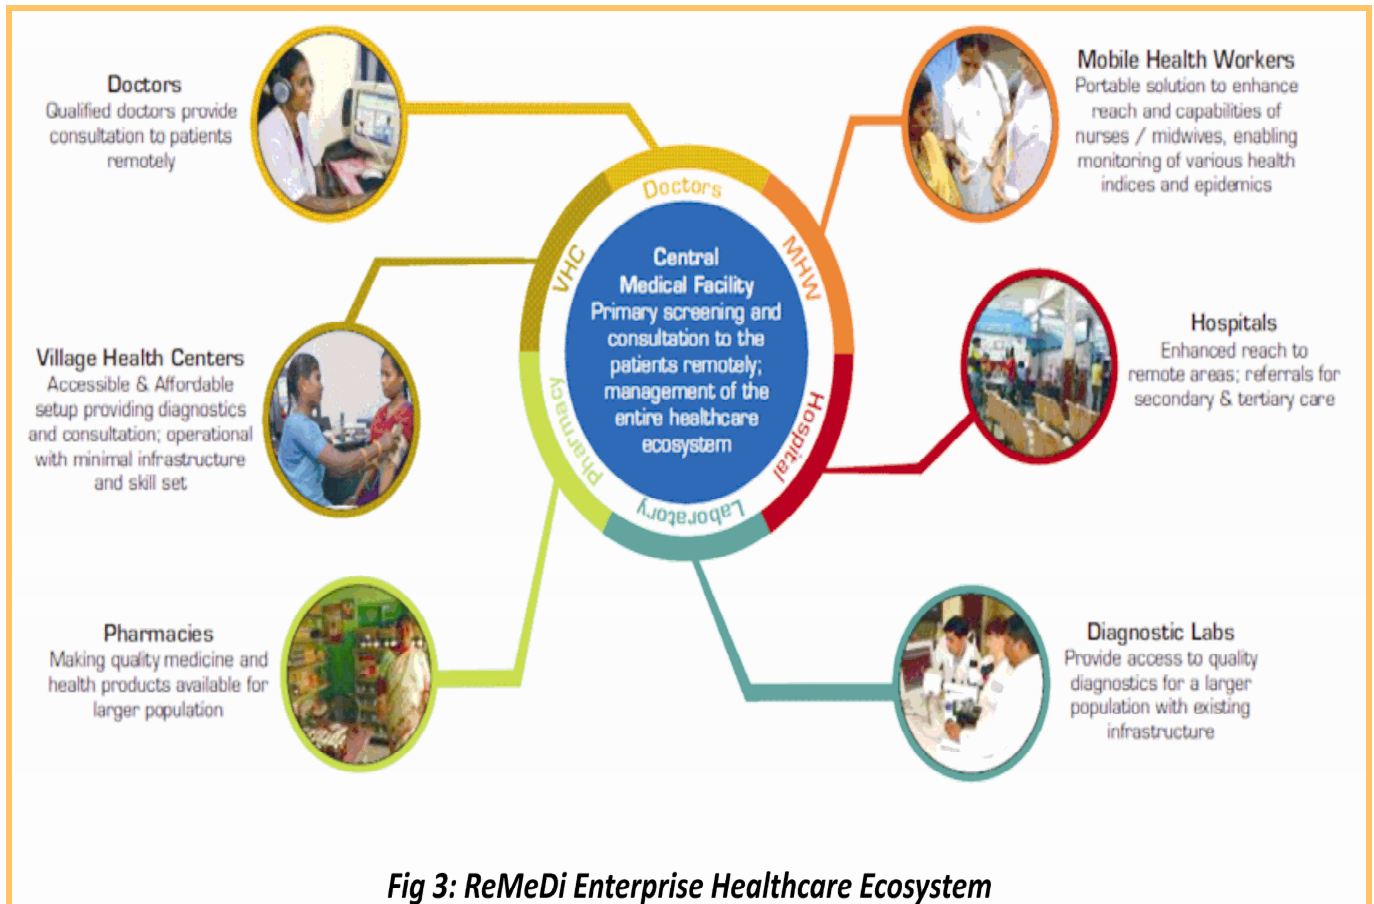 Doctors
Qualified doctors provide
consultation to patients
remotely
Mobile Health Workers
Portable solution to enhance
reach and capabilities of
nurses / midwives, enabling
monitoring of various health
indices and epidemics
Doctors
MHW
Hospital
Laboratory
Pharmacy
VHC
Central
Medical Facility
Primary screening and
consultation to the
patients remotely;
management of the
entire healthcare
ecosystem
Village Health Centers
Accessible & Affordable
setup providing diagnostics
and consultation; operational
with minimal infrastructure
and skill set
Hospitals
Enhanced reach to
remote areas; referrals for
secondary & tertiary care
Pharmacies
Making quality medicine and
health products available for
larger population
Diagnostic Labs
Provide access to quality
diagnostics for a larger
population with existing
infrastructure
Fig 3: ReMeDi Enterprise Healthcare Ecosystem